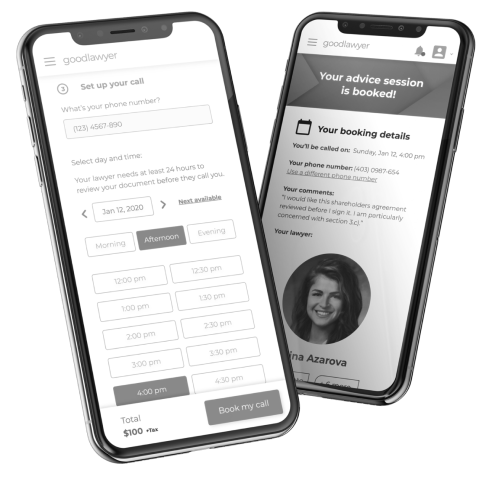 goodlawyer
3 Set up your call
What's your phone number?
(123) 4567-890
Select day and time:
Your lawyer needs at least 24 hours to
review your document before they call you.
Jan 12, 2020
Next available
Morning
Afternoon
Evening
12:00 pm
12:30 pm
1:00 pm
1:30 pm
2:00 pm
2:30 pm
3:00 pm
3:30 pm
4:00 pm
4:30 pm
Total
$100 +Tax
Book my call
goodlawyer
Your advice session
is booked!
Your booking details
You'll be called on: Sunday, Jan 12, 4:00 pm
Your phone number: (403) 0987-654
Use a different phone number
Your comments:
"I would like this shareholders agreement
reviewed before I sign it. I am particularly
concerned with section 3.c)."
Your lawyer:
ina Azarova